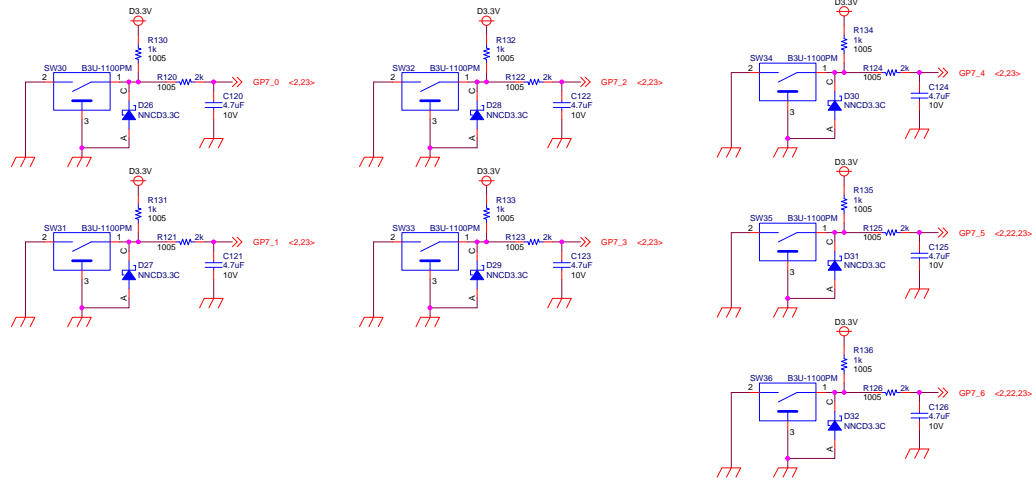 D3.3V
R130
1k
1005
SW30 B3U-1100PM
2 1 R120 2k GP7_0 <2,23>
1005
C
C120
4.7uF
10V
D26
NNCD3.3C
3
A
D3.3V
R132
1k
1005
SW32 B3U-1100PM
2 1 R122 2k GP7_2 <2,23>
1005
C
C122
4.7uF
10V
D28
NNCD3.3C
3
A
D3.3V
R134
1k
1005
SW34 B3U-1100PM
2 1 R124 2k GP7_4 <2,23>
1005
C
C124
4.7uF
10V
D30
NNCD3.3C
3
A
D3.3V
R131
1k
1005
SW31 B3U-1100PM
2 1 R121 2k GP7_1 <2,23>
1005
C
C121
4.7uF
10V
D27
NNCD3.3C
3
A
D3.3V
R133
1k
1005
SW33 B3U-1100PM
2 1 R123 2k GP7_3 <2,23>
1005
C
C123
4.7uF
10V
D29
NNCD3.3C
3
A
D3.3V
R135
1k
1005
SW35 B3U-1100PM
2 1 R125 2k GP7_5 <2,22,23>
1005
C
C125
4.7uF
10V
D31
NNCD3.3C
3
A
D3.3V
R136
1k
1005
SW36 B3U-1100PM
2 1 R126 2k GP7_6 <2,22,23>
1005
C
C126
4.7uF
10V
D32
NNCD3.3C
3
A